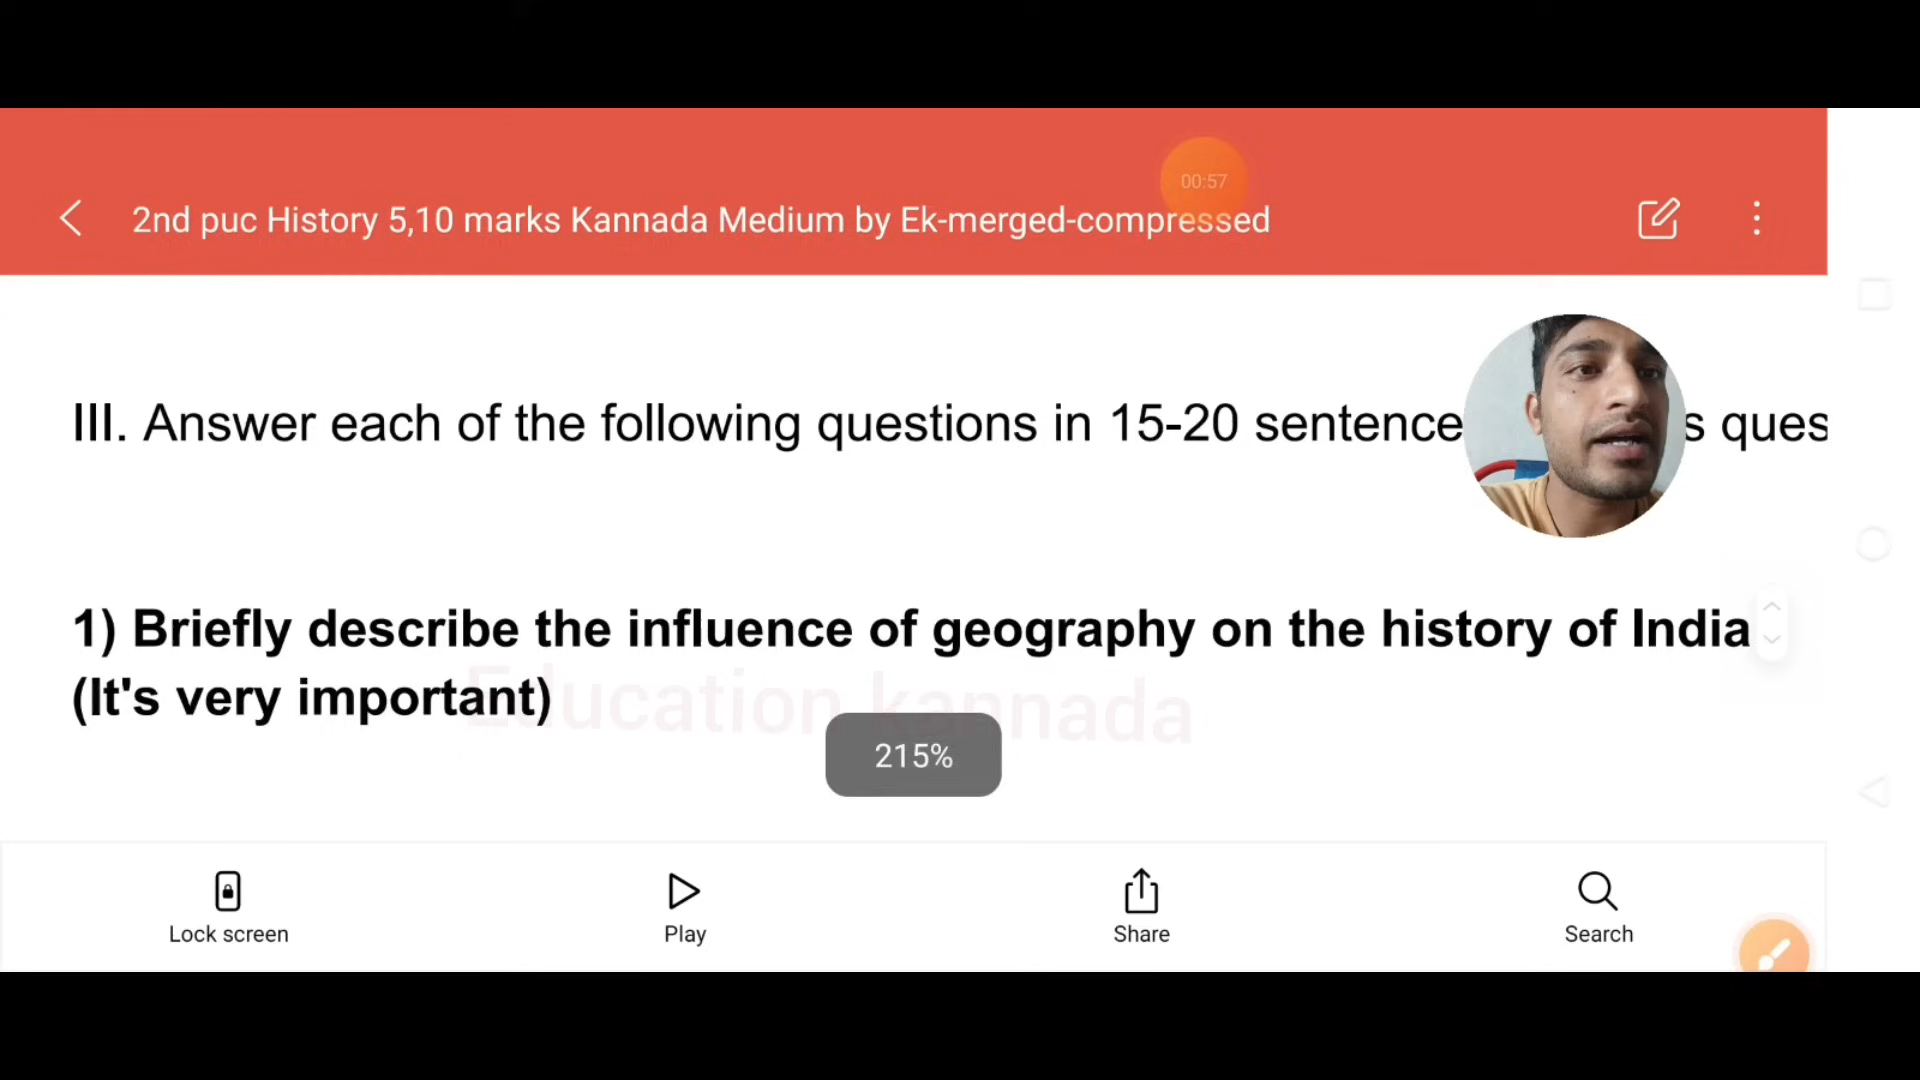 00:57
2nd puc History 5,10 marks Kannada Medium by Ek-merged-compressed
III. Answer each of the following questions in 15-20 sentence s ques
1) Briefly describe the influence of geography on the history of India
(It's very important)
Education kannada
215%
Lock screen
Play
Share
Search